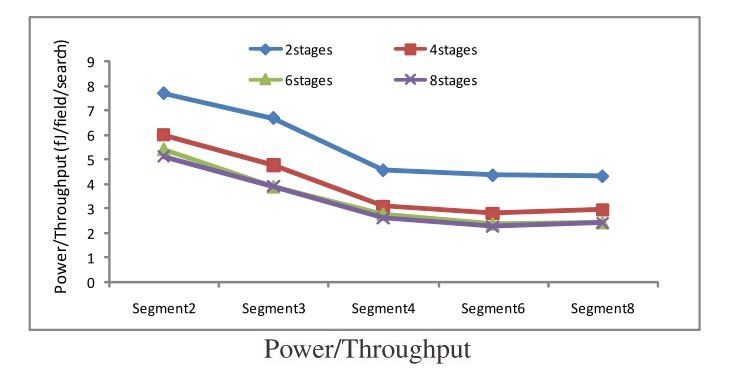 2stages 4stages
6stages 8stages
Power/Throughput (fJ/field/search)
9
8
7
6
5
4
3
2
1
0
Segment2 Segment3 Segment4 Segment6 Segment8
Power/Throughput